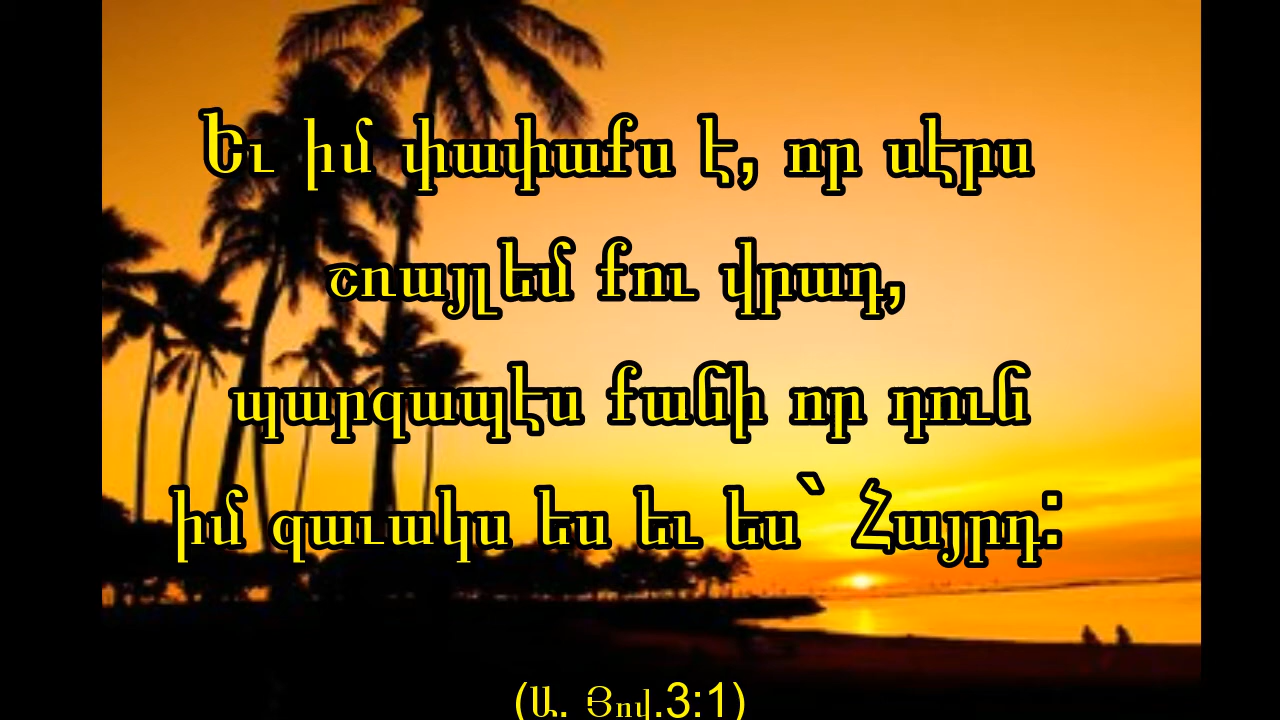 Եւ իմ փափաքս է, որ սէրս
շռայլեմ քու վրադ,
պարզապէս քանի որ դուն
իմ զաւակս ես եւ ես՝ Հայրդ:
(Ա. Յով.3:1)